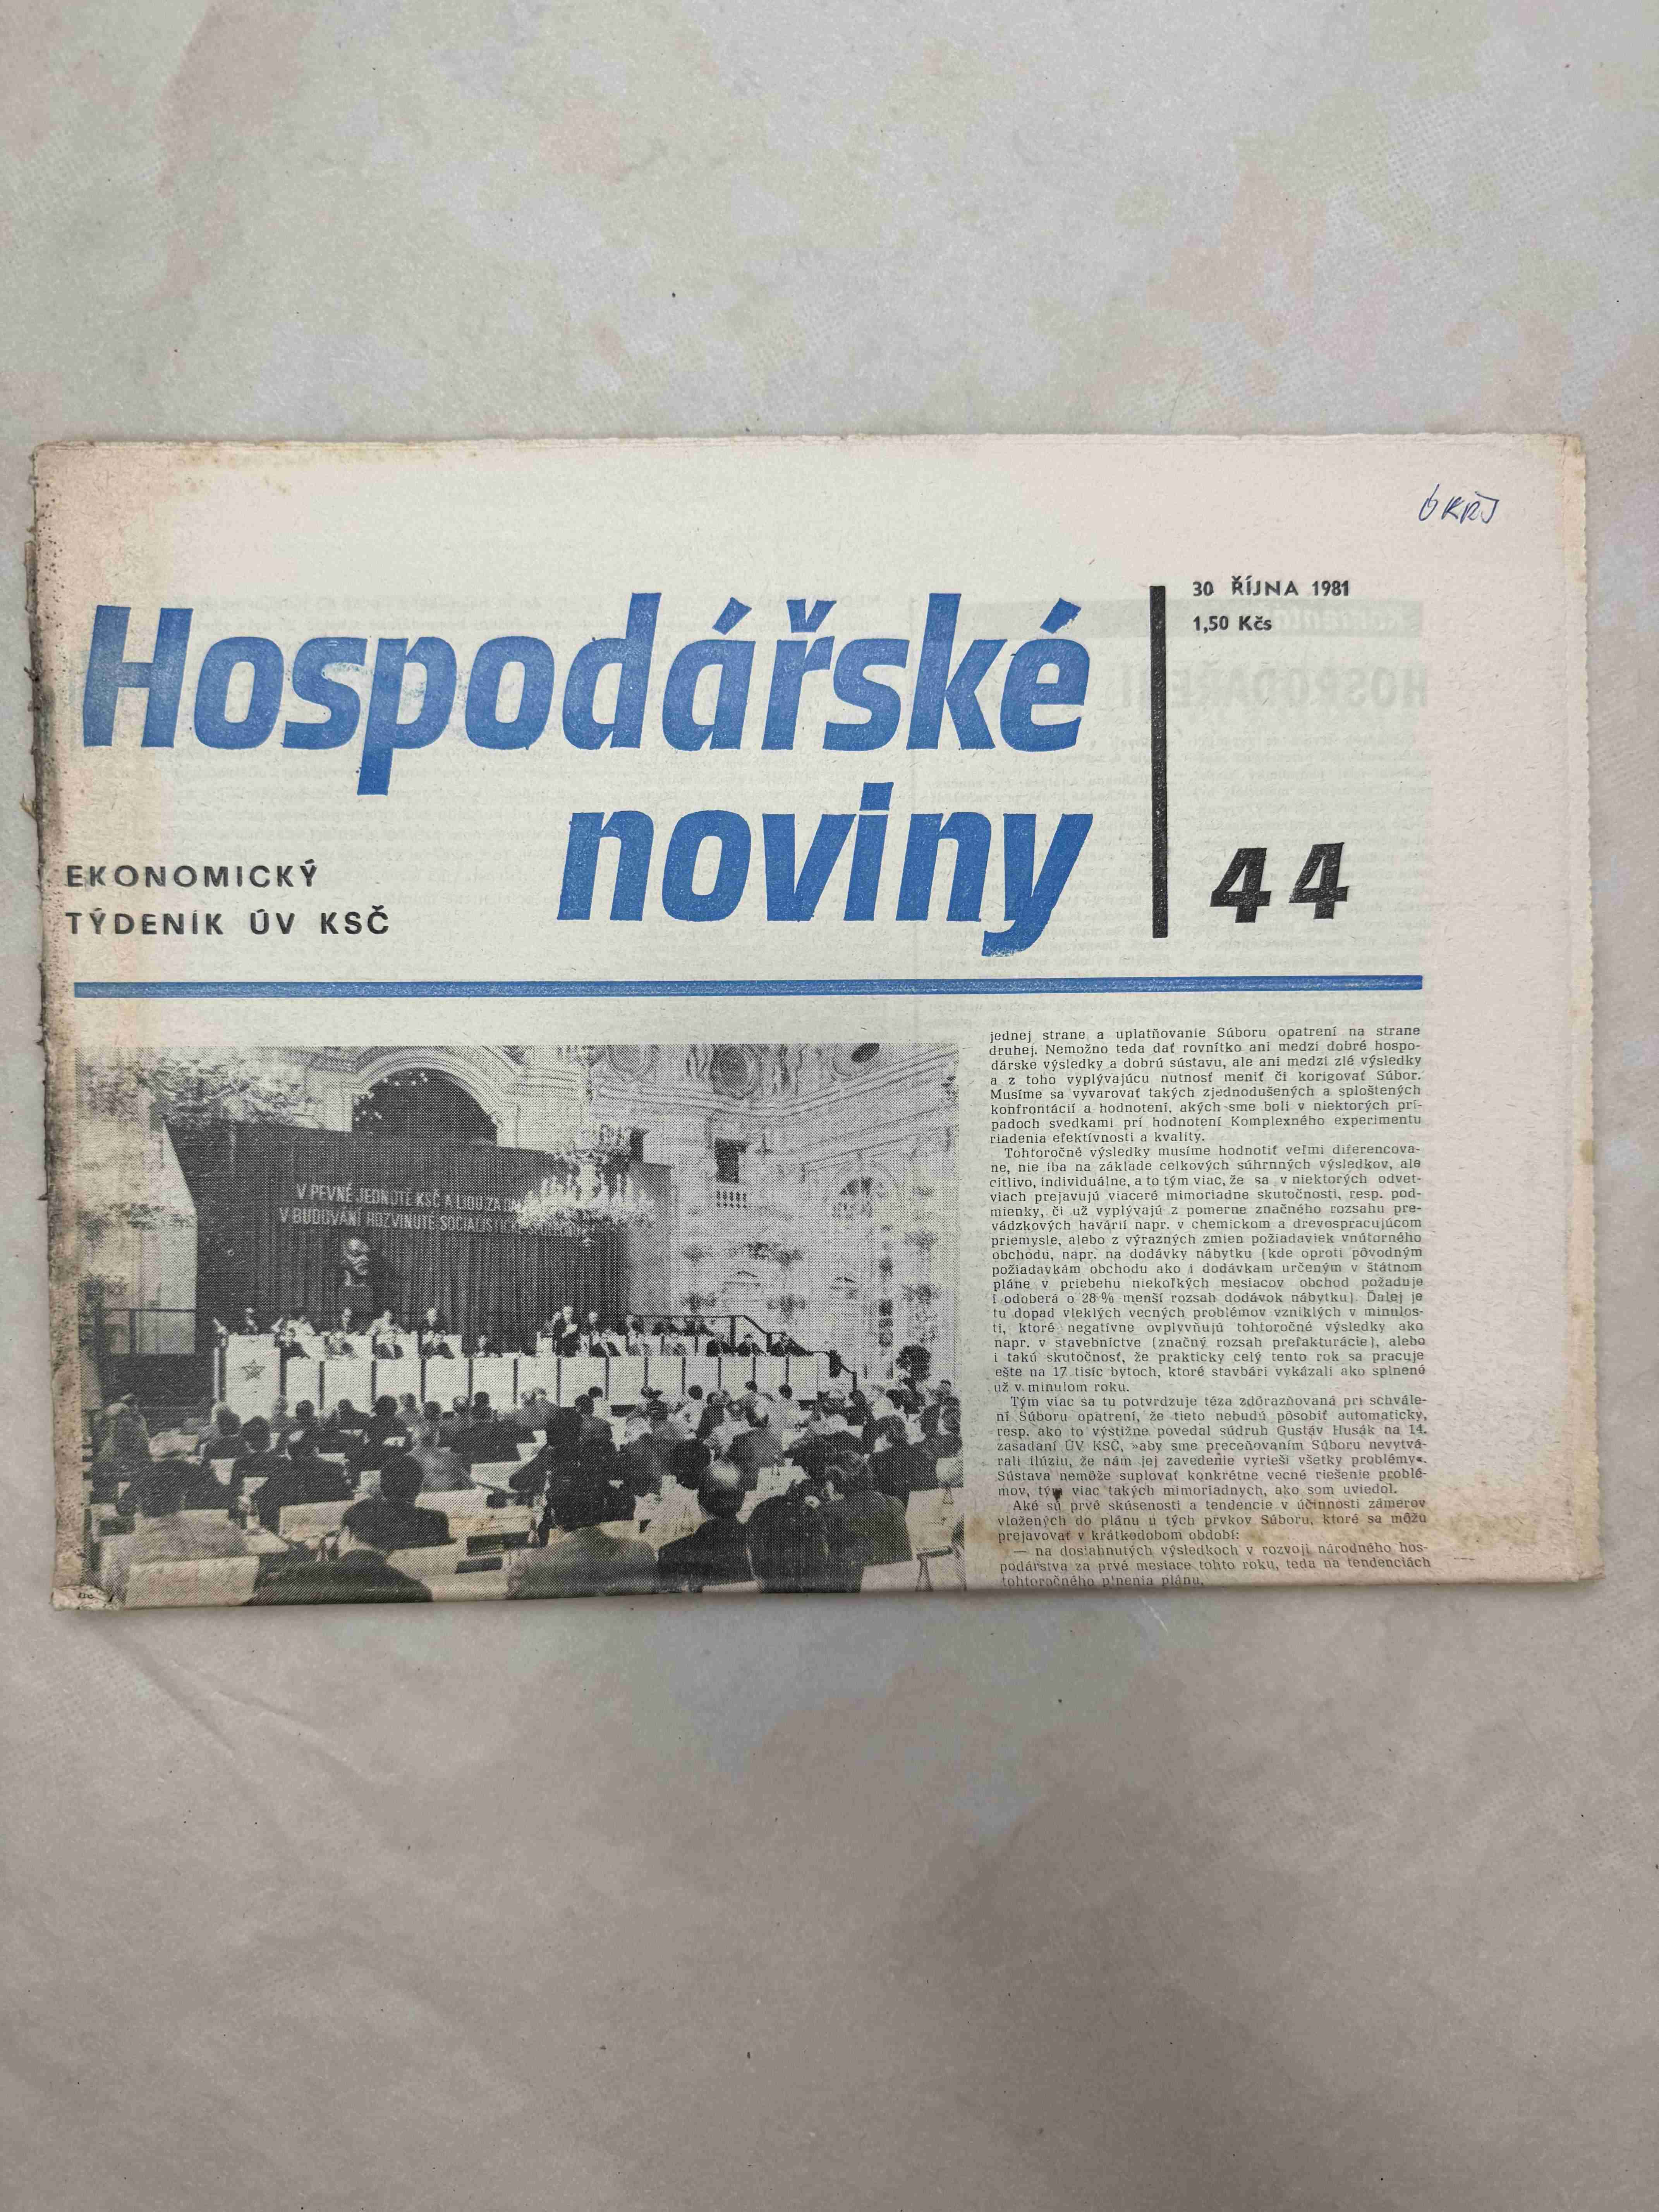 30 ŘÍJNA 1981
1,50 Kčs
Hospodářské
noviny
44
EKONOMICKÝ
TÝDENÍK ÚV KSČ
V PEVNÉ JEDNOTĚ KSČ A LIDU ZA
V BUDOVÁNÍ ROZVINUTÉ SOCIALISTICKÉ
jednej strane a uplatňovanie Súboru opatrení na strane
druhej. Nemožno teda dať rovnítko ani medzi dobré hospo-
dárske výsledky a dobrú sústavu, ale ani medzi zlé výsledky
a z toho vyplývajúcu nutnosť meniť či korigovať Súbor.
Musíme sa vyvarovať takých zjednodušených a sploštených
konfrontácií a hodnotení, akých sme boli v niektorých prí-
padoch svedkami pri hodnotení Komplexného experimentu
riadenia efektívnosti a kvality.
Tohtoročné výsledky musíme hodnotiť veľmi diferencova-
ne, nie iba na základe celkových súhrnných výsledkov, ale
citlivo, individuálne, a to tým viac, že sa v niektorých odvet-
viach prejavujú viaceré mimoriadne skutočnosti, resp. pod-
mienky, či už vyplývajú z pomerne značného rozsahu pre-
vádzkových havárií napr. v chemickom a drevospracujúcom
priemysle, alebo z výrazných zmien požiadaviek vnútorného
obchodu, napr. na dodávky nábytku (kde oproti pôvodným
požiadavkám obchodu ako i dodávkam určeným v štátnom
pláne v priebehu niekoľkých mesiacov obchod požaduje
i odoberá o 28 % menší rozsah dodávok nábytku). Ďalej je
tu dopad vleklých vecných problémov vzniklých v minulos-
ti, ktoré negatívne ovplyvňujú tohtoročné výsledky ako
napr. v stavebníctve (značný rozsah prefakturácie), alebo
i takú skutočnosť, že prakticky celý tento rok sa pracuje
ešte na 17 tisíc bytoch, ktoré stavbári vykázali ako splnené
už v minulom roku.
Tým viac sa tu potvrdzuje téza zdôrazňovaná pri schvále-
ní Súboru opatrení, že tieto nebudú pôsobiť automaticky,
resp. ako to výstižne povedal súdruh Gustáv Husák na 14.
zasadaní ÚV KSČ, »aby sme preceňovaním Súboru nevytvá-
rali ilúziu, že nám jej zavedenie vyrieši všetky problémy«.
Sústava nemôže suplovať konkrétne vecné riešenie problé-
mov, tým viac takých mimoriadnych, ako som uviedol.
Aké sú prvé skúsenosti a tendencie v účinnosti zámerov
vložených do plánu u tých prvkov Súboru, ktoré sa môžu
prejavovať v krátkodobom období:
— na dosiahnutých výsledkoch v rozvoji národného hos-
podárstva za prvé mesiace tohto roku, teda na tendenciách
tohtoročného plnenia plánu,